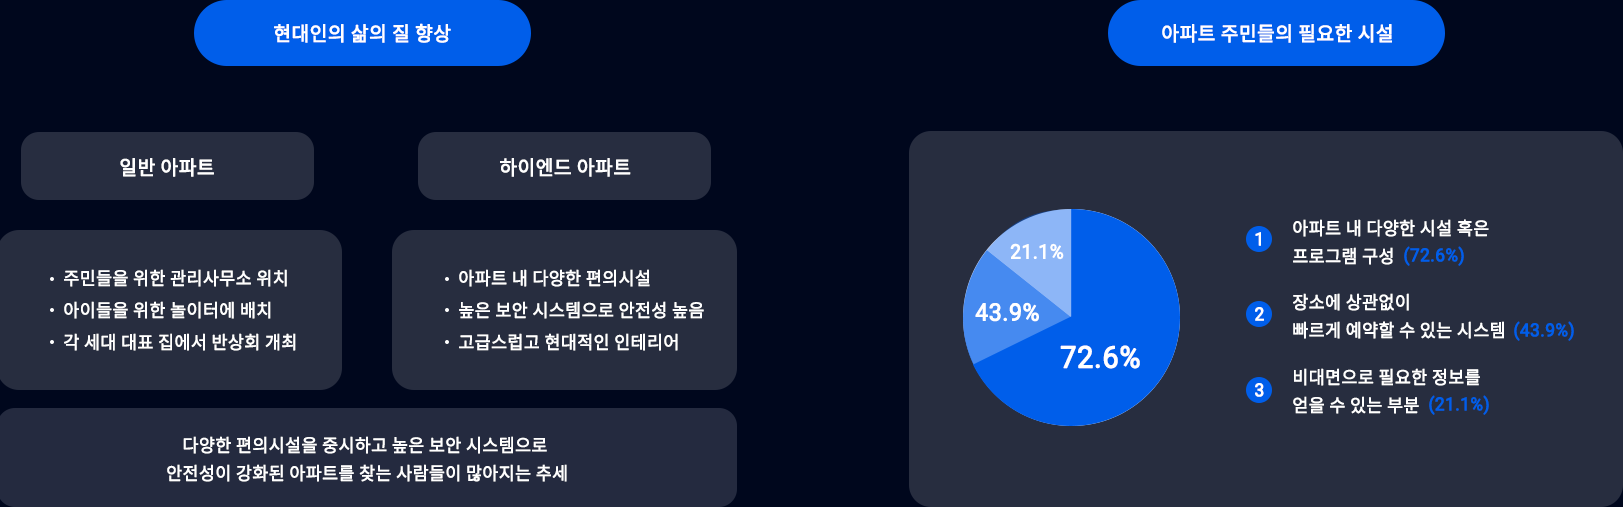 현대인의 삶의 질 향상
일반 아파트
하이엔드 아파트
• 주민들을 위한 관리사무소 위치
• 아이들을 위한 놀이터에 배치
• 각 세대 대표 집에서 반상회 개최
• 아파트 내 다양한 편의시설
• 높은 보안 시스템으로 안전성 높음
• 고급스럽고 현대적인 인테리어
다양한 편의시설을 중시하고 높은 보안 시스템으로
안전성이 강화된 아파트를 찾는 사람들이 많아지는 추세
아파트 주민들의 필요한 시설
21.1%
43.9%
72.6%
1 아파트 내 다양한 시설 혹은
프로그램 구성 (72.6%)
2 장소에 상관없이
빠르게 예약할 수 있는 시스템 (43.9%)
3 비대면으로 필요한 정보를
얻을 수 있는 부분 (21.1%)